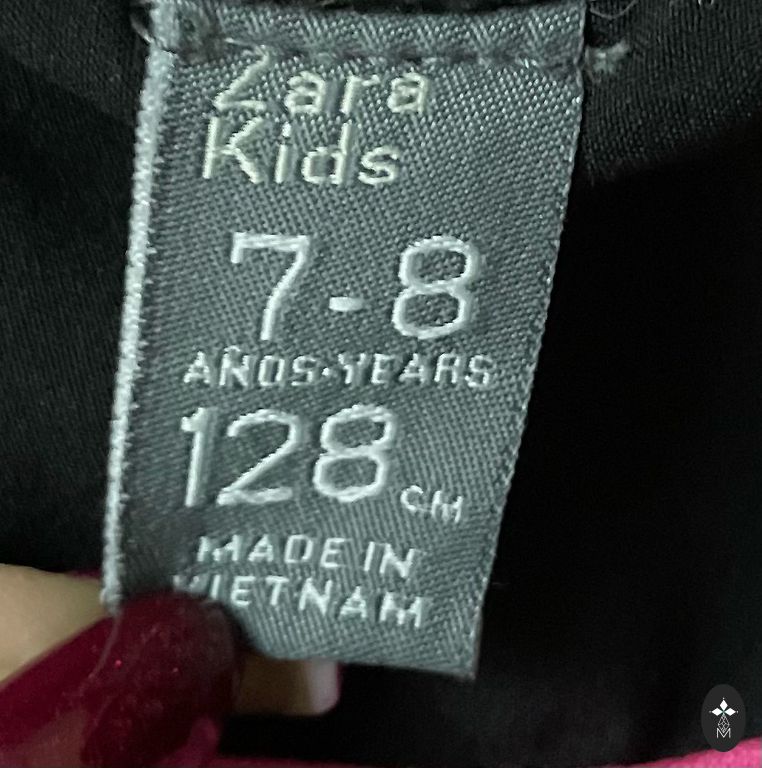 Zara
Kids
7-8
AÑOS·YEARS
128 CM
MADE IN
VIETNAM